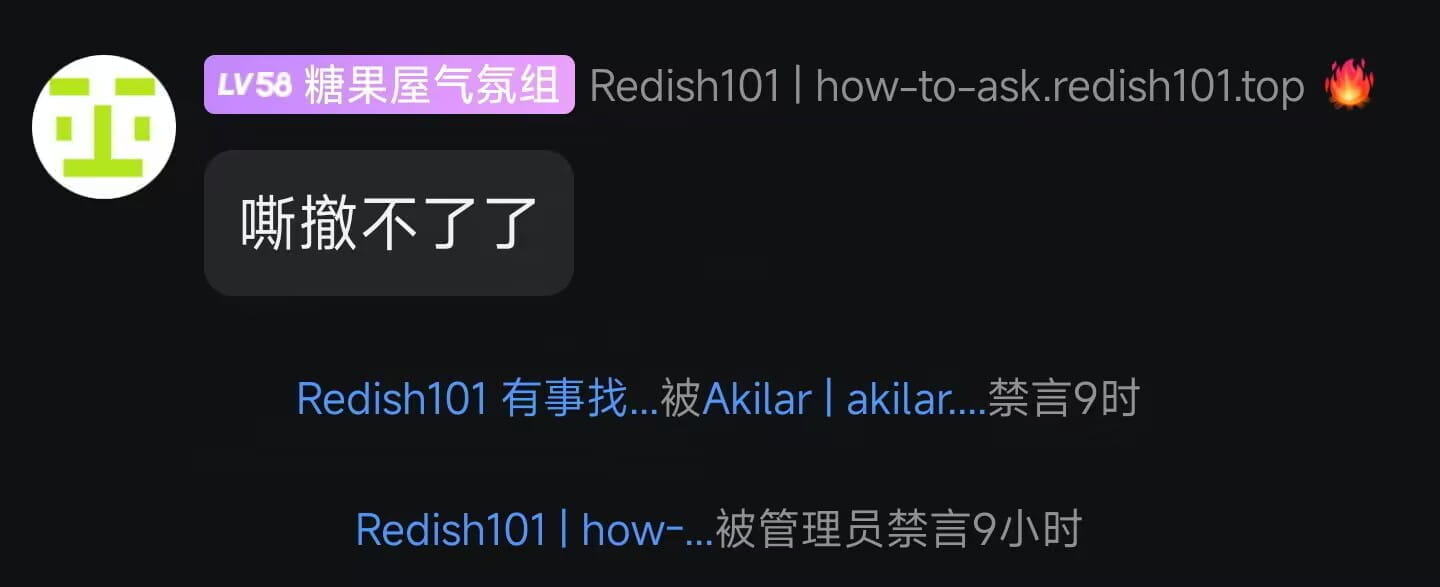 LV58 糖果屋气氛组 Redish101 | how-to-ask.redish101.top 🔥
嘶撤不了了
Redish101 有事找...被Akilar | akilar....禁言9时
Redish101 | how-...被管理员禁言9小时